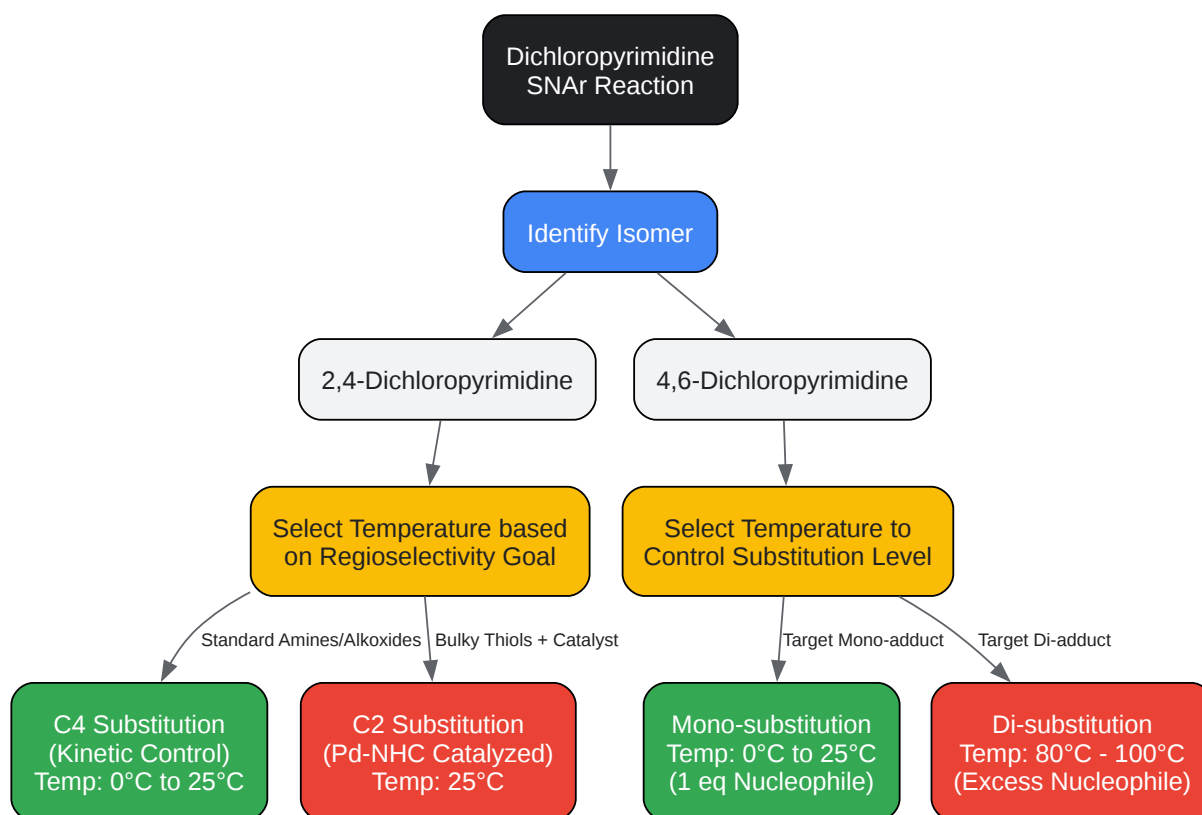 Dichloropyrimidine
SNAr Reaction
Identify Isomer
2,4-Dichloropyrimidine
4,6-Dichloropyrimidine
Select Temperature based
on Regioselectivity Goal
Select Temperature to
Control Substitution Level
Standard Amines/Alkoxides
Bulky Thiols + Catalyst
Target Mono-adduct
Target Di-adduct
C4 Substitution
(Kinetic Control)
Temp: 0°C to 25°C
C2 Substitution
(Pd-NHC Catalyzed)
Temp: 25°C
Mono-substitution
Temp: 0°C to 25°C
(1 eq Nucleophile)
Di-substitution
Temp: 80°C - 100°C
(Excess Nucleophile)